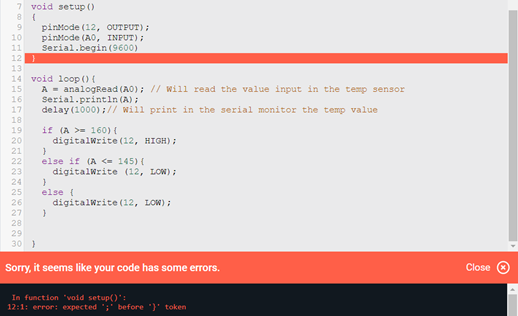 7 void setup()
8 {
9 pinMode(12, OUTPUT);
10 pinMode(A0, INPUT);
11 Serial.begin(9600)
12 }
13
14 void loop(){
15 A = analogRead(A0); // Will read the value input in the temp sensor
16 Serial.println(A);
17 delay(1000);// Will print in the serial monitor the temp value
18
19 if (A >= 160){
20 digitalWrite(12, HIGH);
21 }
22 else if (A <= 145){
23 digitalWrite (12, LOW);
24 }
25 else {
26 digitalWrite(12, LOW);
27 }
28
29
30 }
Sorry, it seems like your code has some errors.
Close
In function 'void setup()':
12:1: error: expected ';' before '}' token